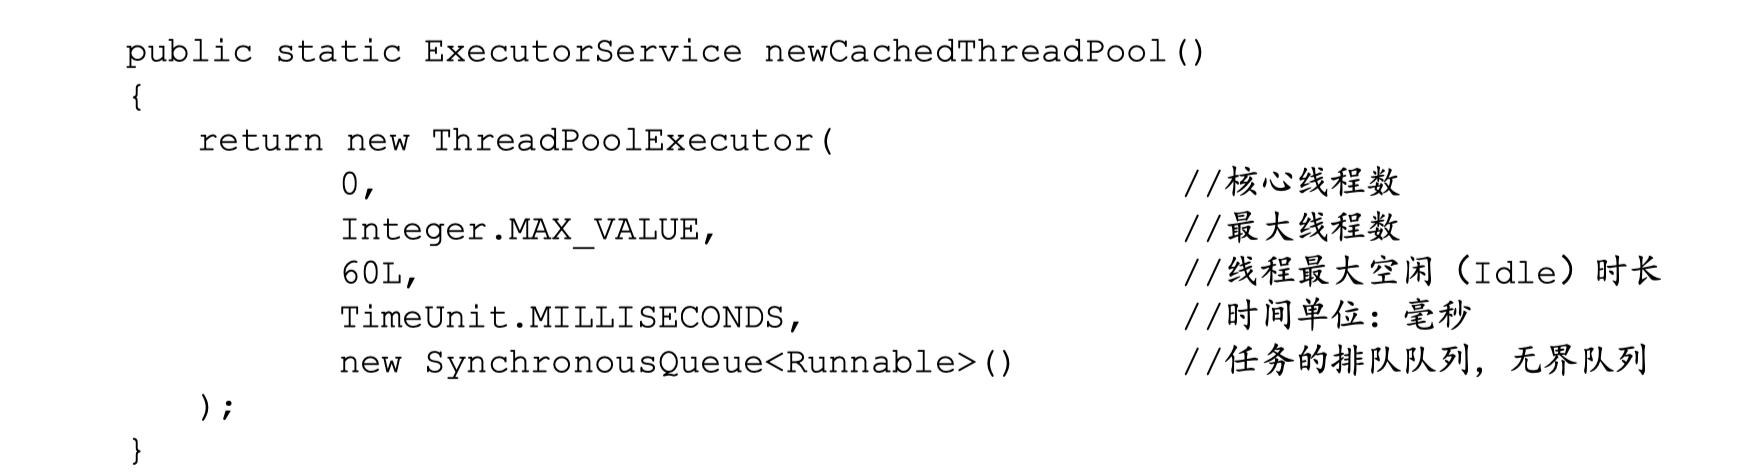 public static ExecutorService newCachedThreadPool()
{
return new ThreadPoolExecutor(
0, //核心线程数
Integer.MAX_VALUE, //最大线程数
60L, //线程最大空闲（Idle）时长
TimeUnit.MILLISECONDS, //时间单位：毫秒
new SynchronousQueue<Runnable>() //任务的排队队列，无界队列
);
}